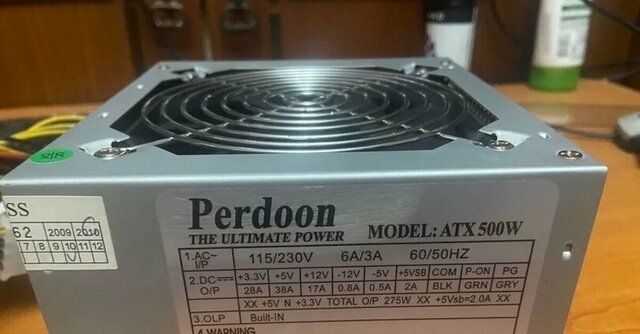 SS
62 2009 2010
7 8 9 10 11 12
Perdoon
THE ULTIMATE POWER
MODEL: ATX 500W
1.AC~ I/P 115/230V 6A/3A 60/50HZ
2.DC O/P +3.3V +5V +12V -12V -5V +5VSB COM P-ON PG
28A 38A 17A 0.8A 0.5A 2A BLK GRN GRY
XX +5V N +3.3V TOTAL O/P 275W XX +5Vsb=2.0A XX
3.OLP Built-IN
4.WARNING